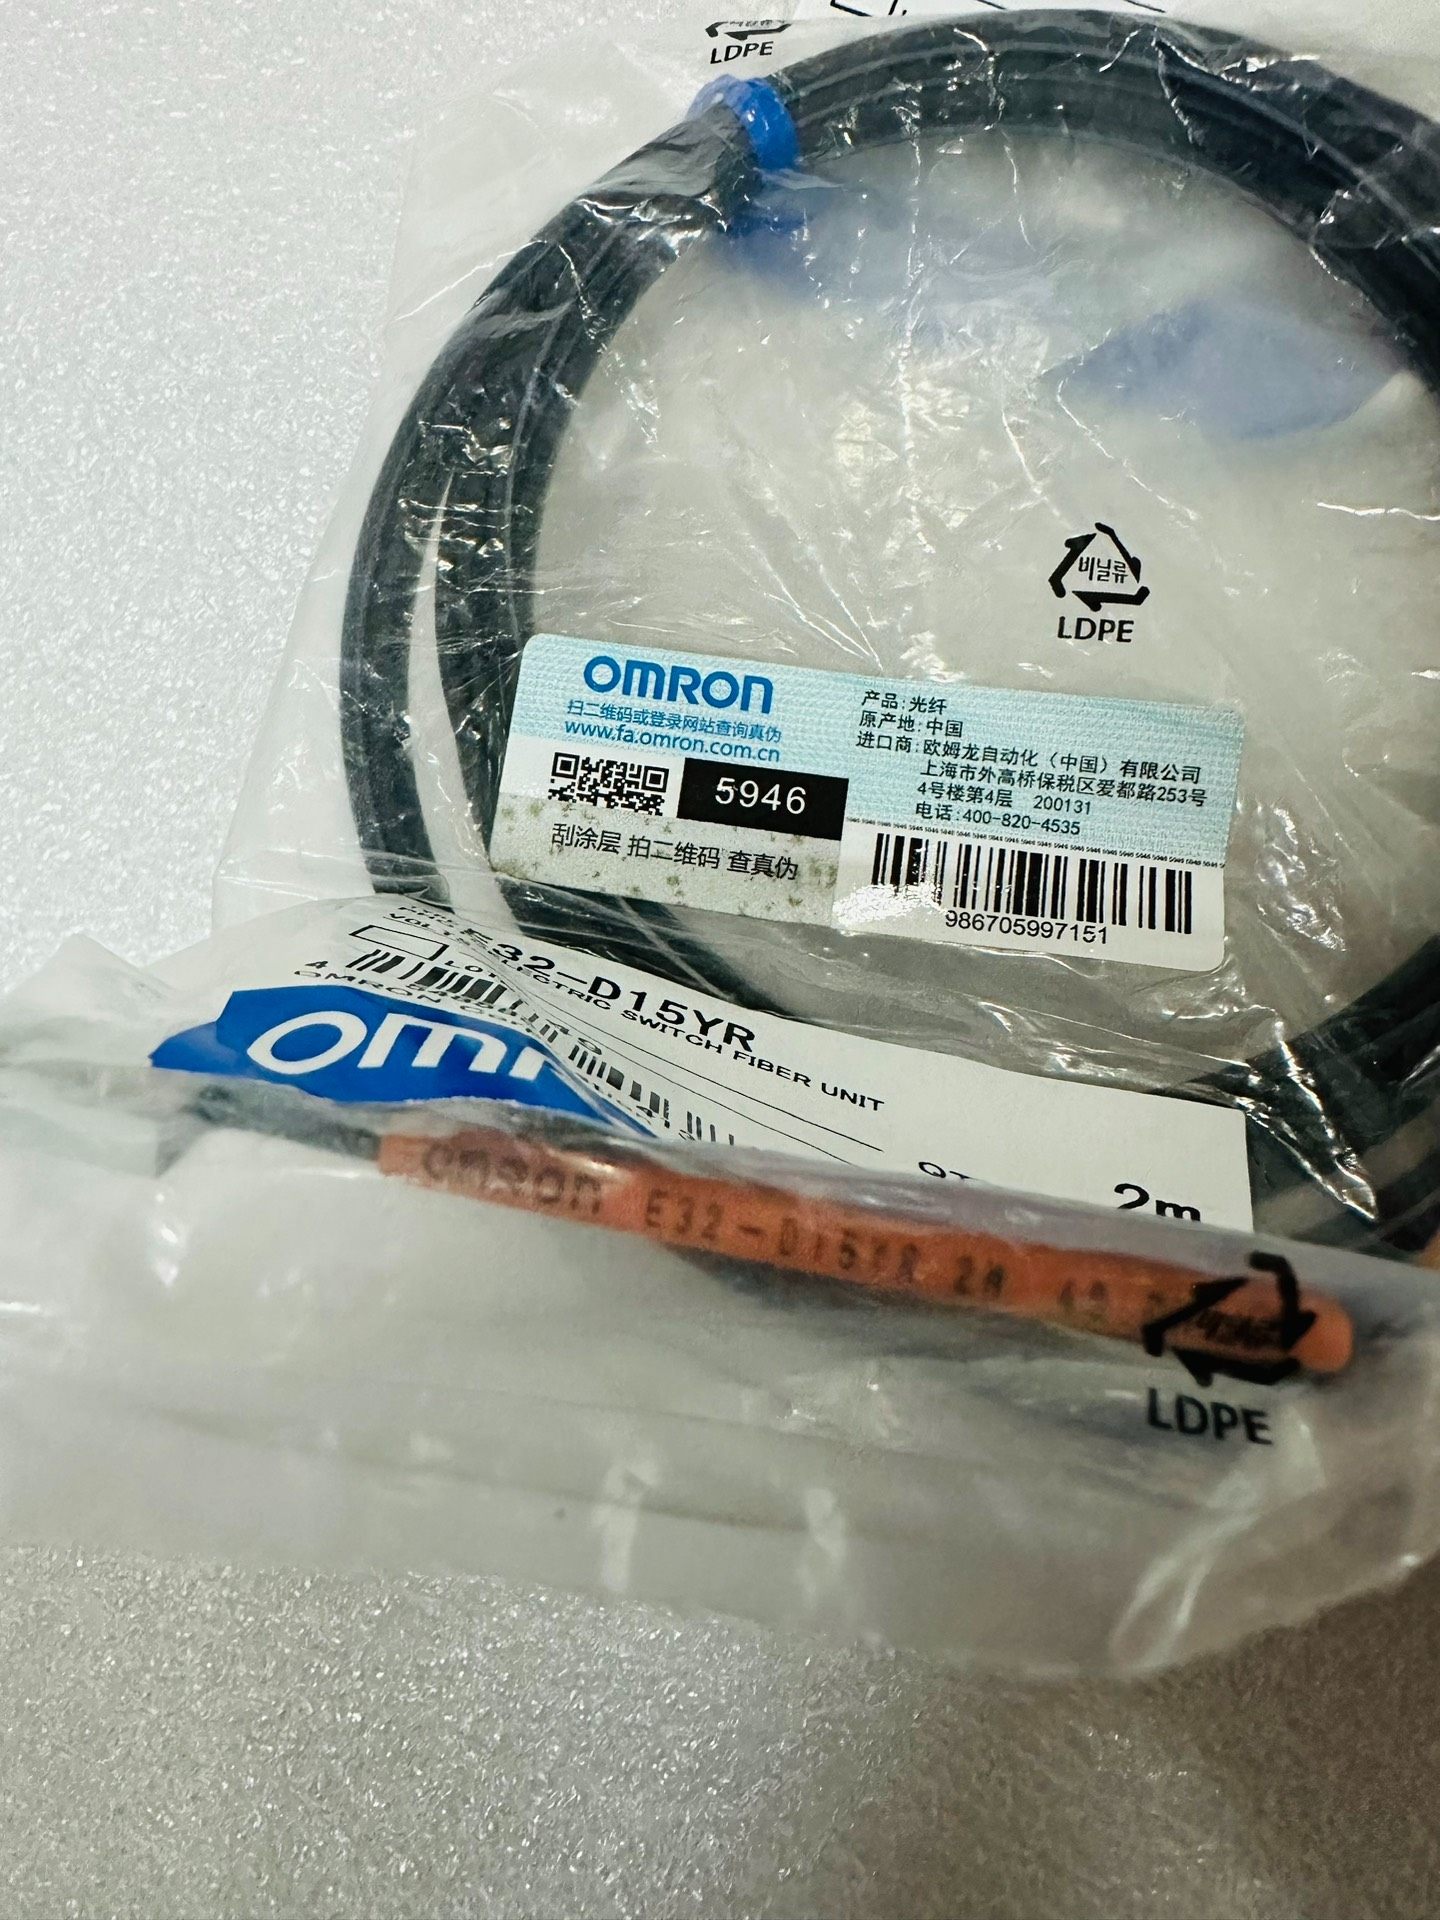 LDPE
비닐류
LDPE
OMRON
扫二维码或登录网站查询真伪
www.fa.omron.com.cn
5946
刮涂层 拍二维码 查真伪
产品:光纤
原产地:中国
进口商:欧姆龙自动化（中国）有限公司
上海市外高桥保税区爱都路253号
4号楼第4层 200131
电话:400-820-4535
986705997151
E32-D15YR
SWITCH FIBER UNIT
LOT
OMRON
2m
omron E32-D15YR 2M
LDPE